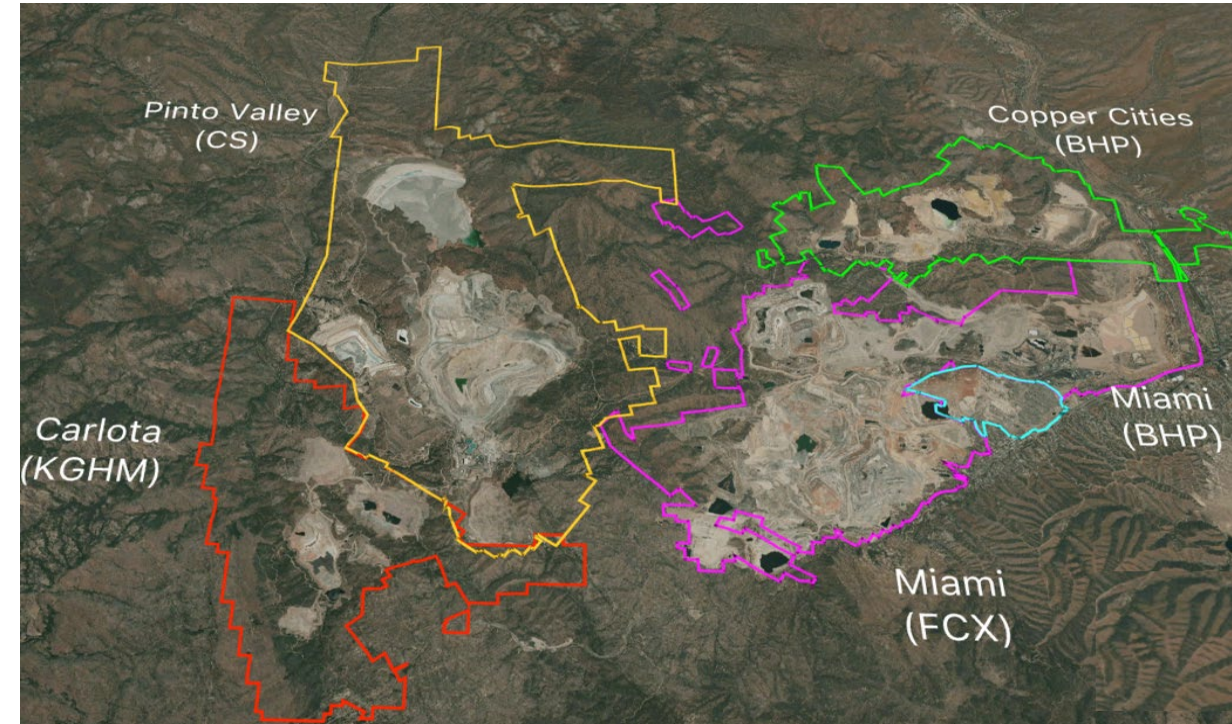 Pinto Valley
(CS)
Copper Cities
(BHP)
Carlota
(KGHM)
Miami
(BHP)
Miami
(FCX)